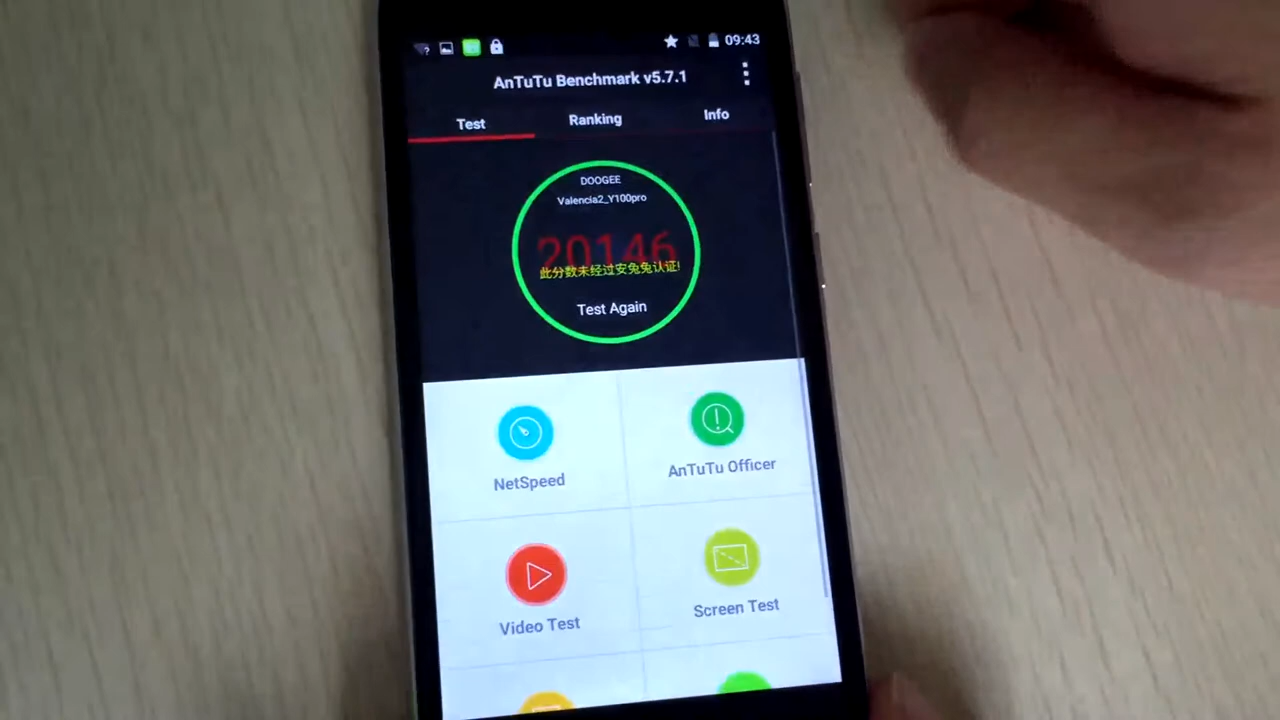 09:43
AnTuTu Benchmark v5.7.1
Test
Ranking
Info
DOOGEE
Valencia2_Y100pro
20146
此分数未经过安兔兔认证!
Test Again
NetSpeed
AnTuTu Officer
Video Test
Screen Test